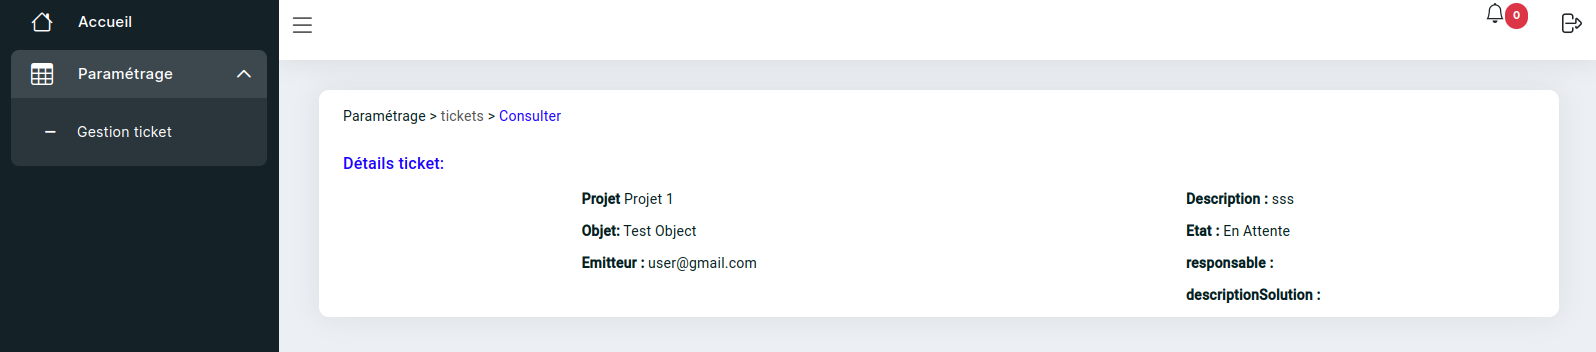 Accueil
Paramétrage
Gestion ticket
0
Paramétrage > tickets > Consulter
Détails ticket:
Projet Projet 1
Objet: Test Object
Emitteur : user@gmail.com
Description : sss
Etat : En Attente
responsable :
descriptionSolution :